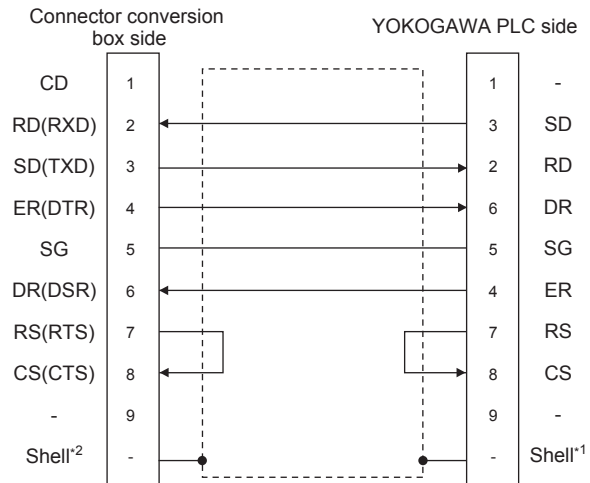 Connector conversion
box side
YOKOGAWA PLC side
CD 1 1 -
RD(RXD) 2 3 SD
SD(TXD) 3 2 RD
ER(DTR) 4 6 DR
SG 5 5 SG
DR(DSR) 6 4 ER
RS(RTS) 7 7 RS
CS(CTS) 8 8 CS
- 9 9 -
Shell*2 - - Shell*1